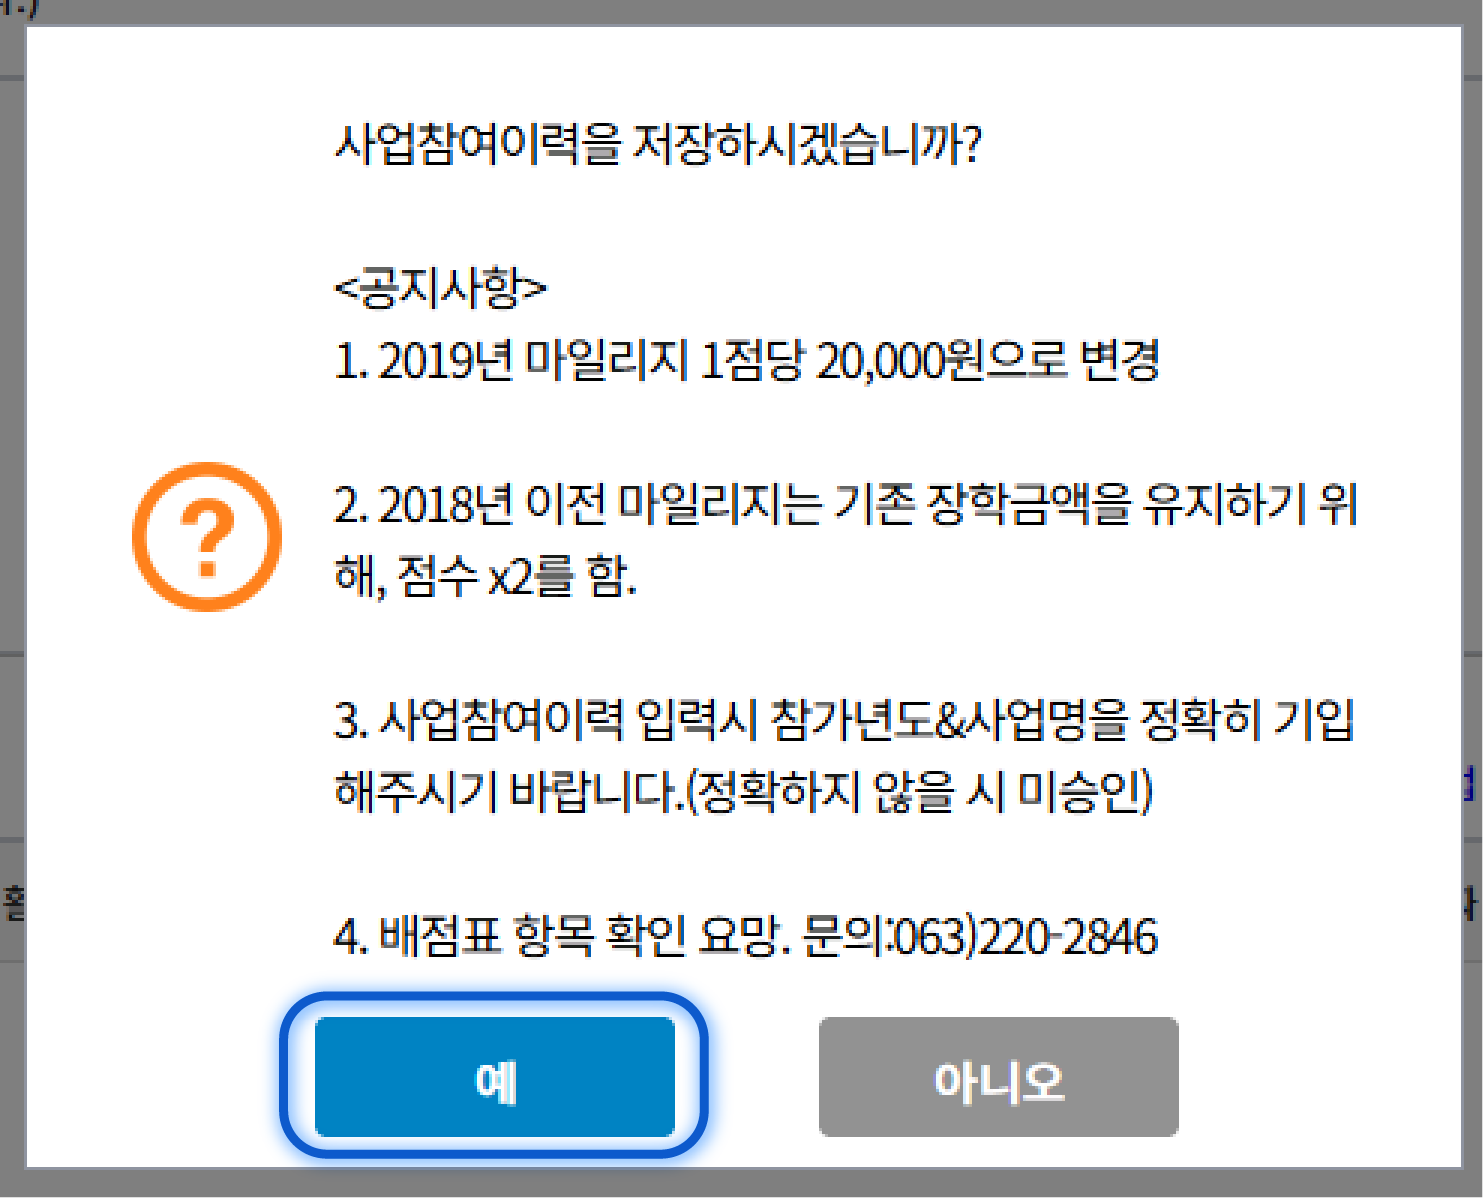 사업참여이력을 저장하시겠습니까?
<공지사항>
1. 2019년 마일리지 1점당 20,000원으로 변경
2. 2018년 이전 마일리지는 기존 장학금액을 유지하기 위
해, 점수 x2를 함.
?
3. 사업참여이력 입력시 참가년도&사업명을 정확히 기입
해주시기 바랍니다.(정확하지 않을 시 미승인)
4. 배점표 항목 확인 요망. 문의:063)220-2846
예
아니오